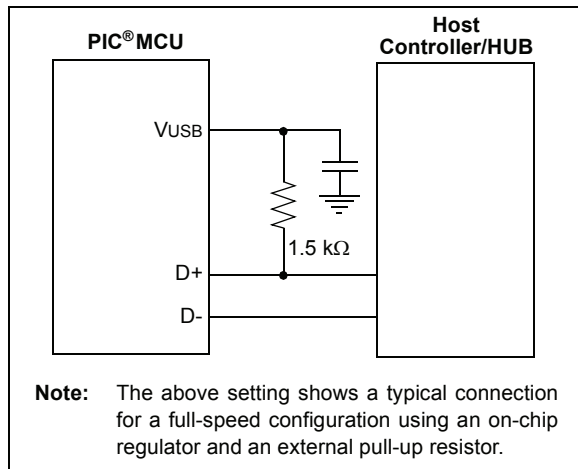 PIC® MCU
Host
Controller/HUB
VUSB
1.5 kΩ
D+
D-
Note: The above setting shows a typical connection
for a full-speed configuration using an on-chip
regulator and an external pull-up resistor.